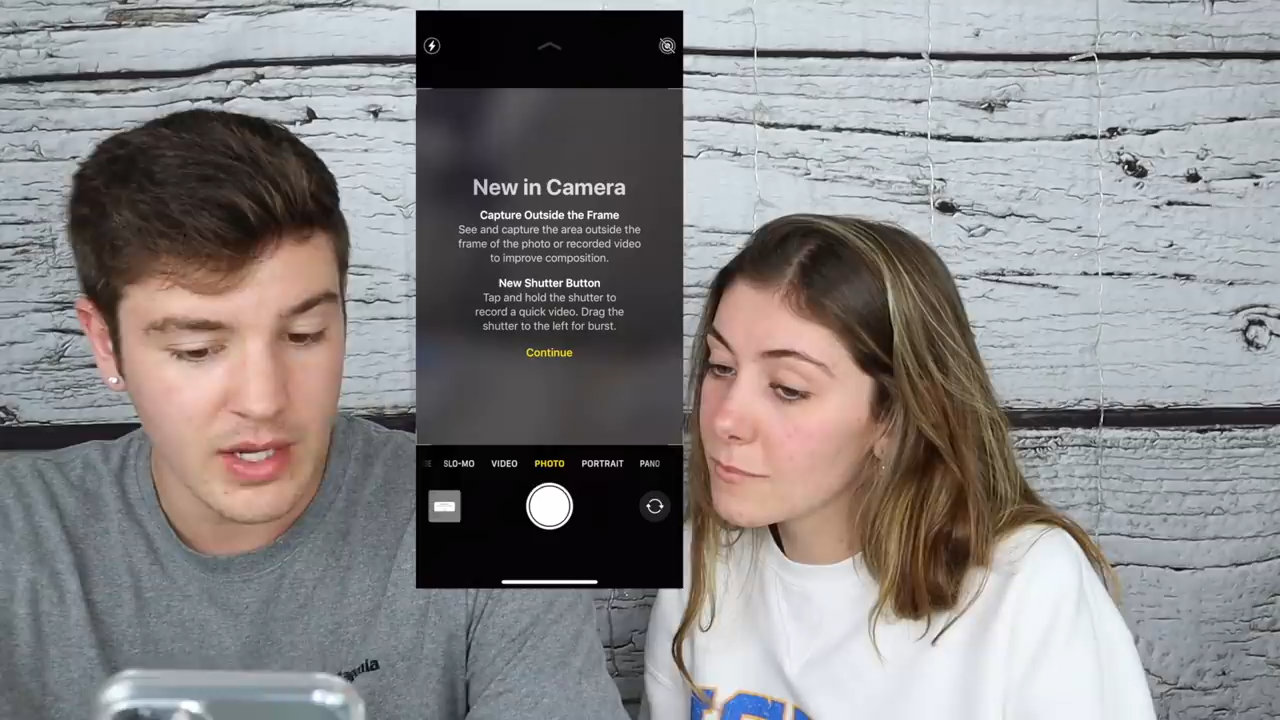 New in Camera
Capture Outside the Frame
See and capture the area outside the
frame of the photo or recorded video
to improve composition.
New Shutter Button
Tap and hold the shutter to
record a quick video. Drag the
shutter to the left for burst.
Continue
SLO-MO VIDEO PHOTO PORTRAIT PANO